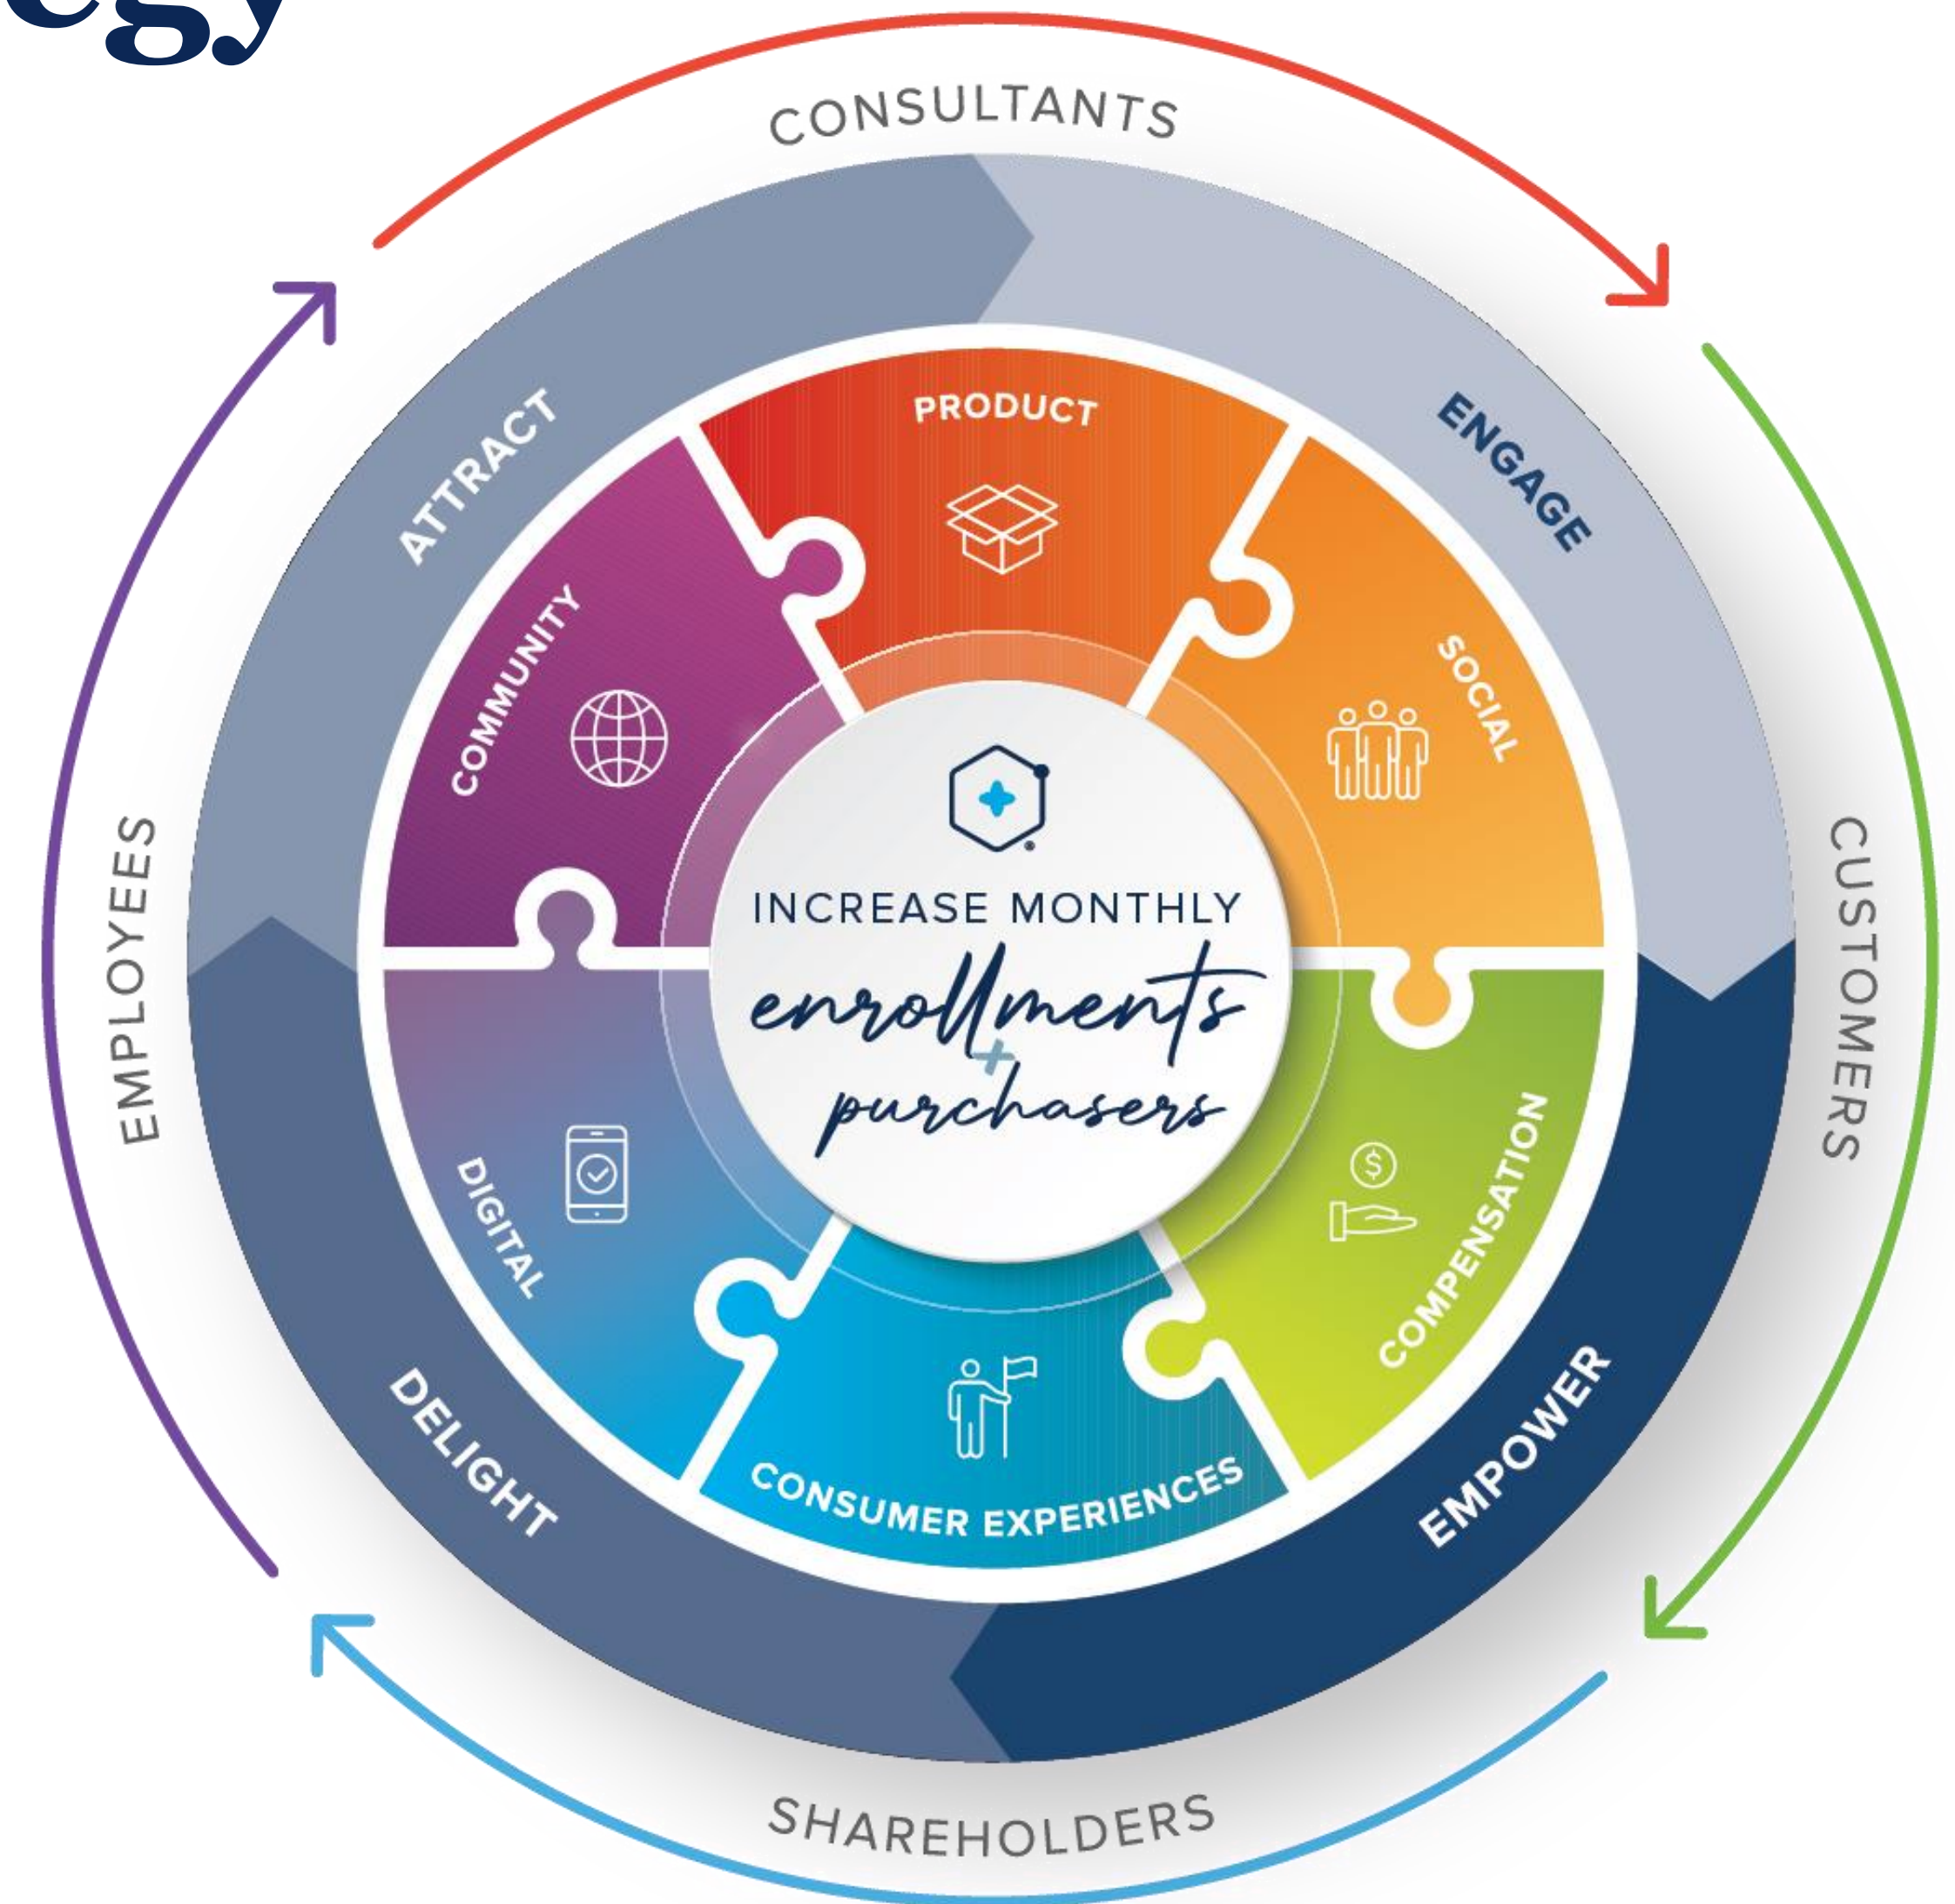 egy
CONSULTANTS
CUSTOMERS
SHAREHOLDERS
EMPLOYEES
ATTRACT
ENGAGE
EMPOWER
DELIGHT
PRODUCT
SOCIAL
COMPENSATION
CONSUMER EXPERIENCES
DIGITAL
COMMUNITY
INCREASE MONTHLY
enrollments
+
purchasers